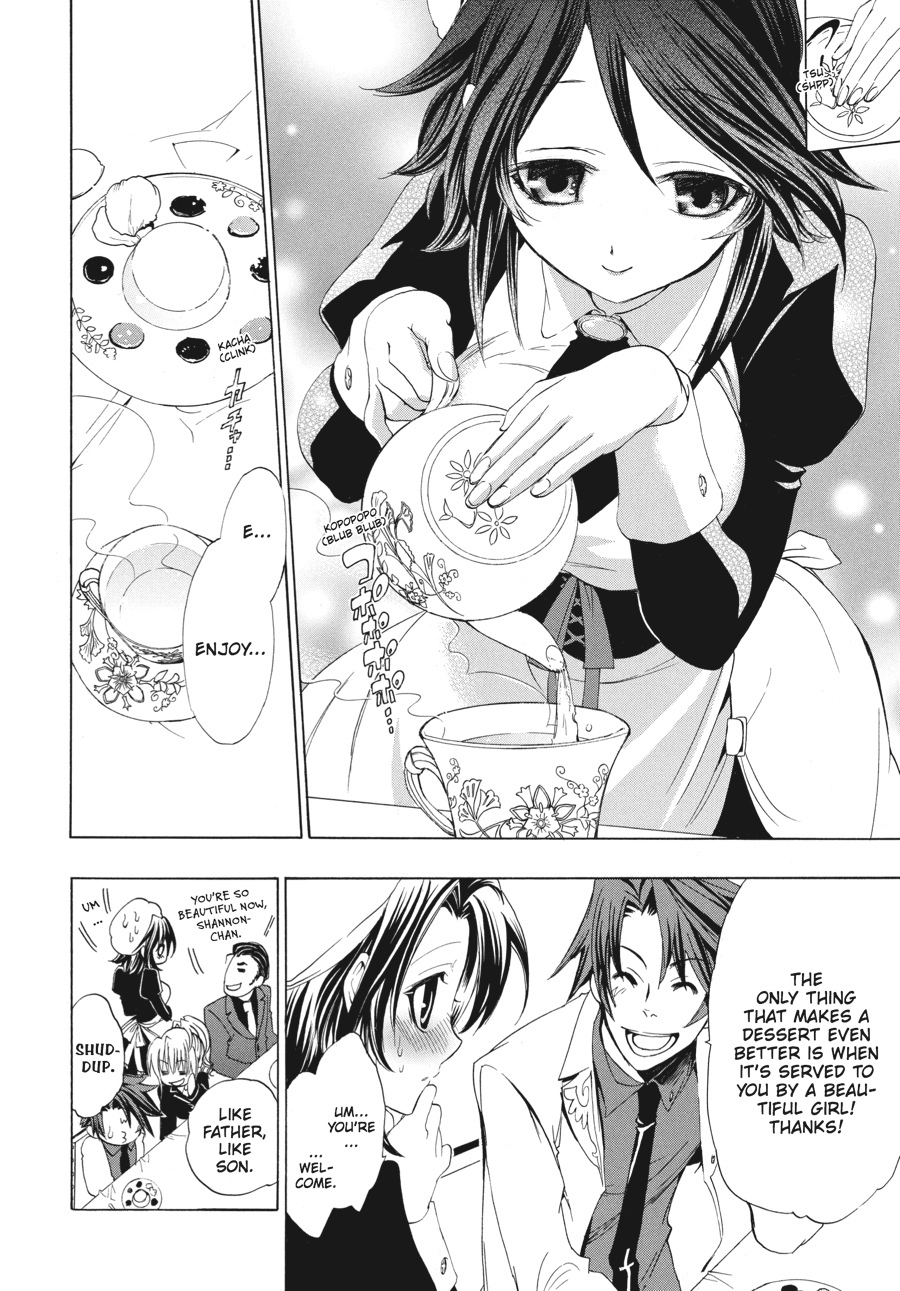 TSU
(SHPP)
KOPOPOPO
(BLUB BLUB)
コポポポポ…
KACHA
(CLINK)
カチャ…
E...
ENJOY...
THE
ONLY THING
THAT MAKES A
DESSERT EVEN
BETTER IS WHEN
IT'S SERVED TO
YOU BY A BEAU-
TIFUL GIRL!
THANKS!
UM...
YOU'RE
...
...
WEL-
COME.
YOU'RE SO
BEAUTIFUL NOW,
SHANNON-
CHAN.
UM
...
LIKE
FATHER,
LIKE
SON.
SHUD-
DUP.